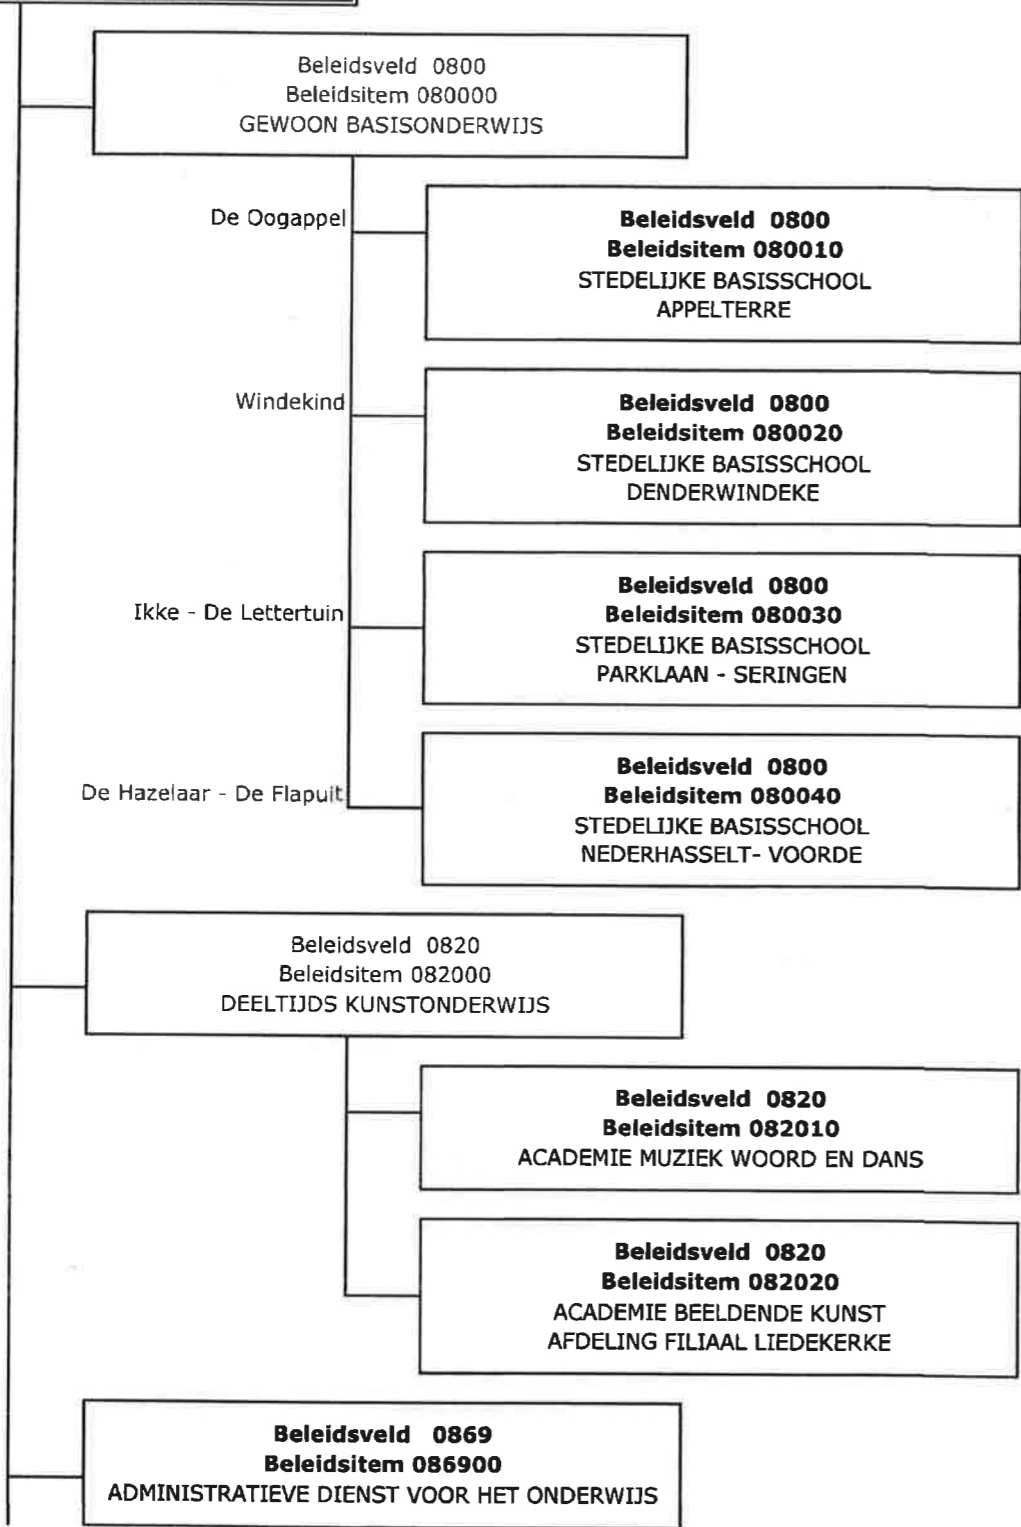 Beleidsveld 0800
Beleidsitem 080000
GEWOON BASISONDERWIJS
De Oogappel
Beleidsveld 0800
Beleidsitem 080010
STEDELIJKE BASISSCHOOL
APPELTERRE
Windekind
Beleidsveld 0800
Beleidsitem 080020
STEDELIJKE BASISSCHOOL
DENDERWINDEKE
Ikke - De Lettertuin
Beleidsveld 0800
Beleidsitem 080030
STEDELIJKE BASISSCHOOL
PARKLAAN - SERINGEN
De Hazelaar - De Flapuit
Beleidsveld 0800
Beleidsitem 080040
STEDELIJKE BASISSCHOOL
NEDERHASSELT- VOORDE
Beleidsveld 0820
Beleidsitem 082000
DEELTIJDS KUNSTONDERWIJS
Beleidsveld 0820
Beleidsitem 082010
ACADEMIE MUZIEK WOORD EN DANS
Beleidsveld 0820
Beleidsitem 082020
ACADEMIE BEELDENDE KUNST
AFDELING FILIAAL LIEDEKERKE
Beleidsveld 0869
Beleidsitem 086900
ADMINISTRATIEVE DIENST VOOR HET ONDERWIJS